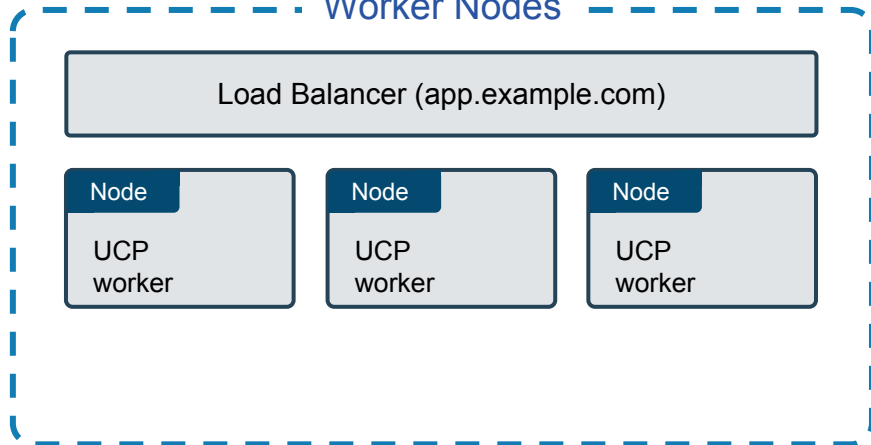 Worker Nodes
Load Balancer (app.example.com)
Node
UCP
worker
Node
UCP
worker
Node
UCP
worker